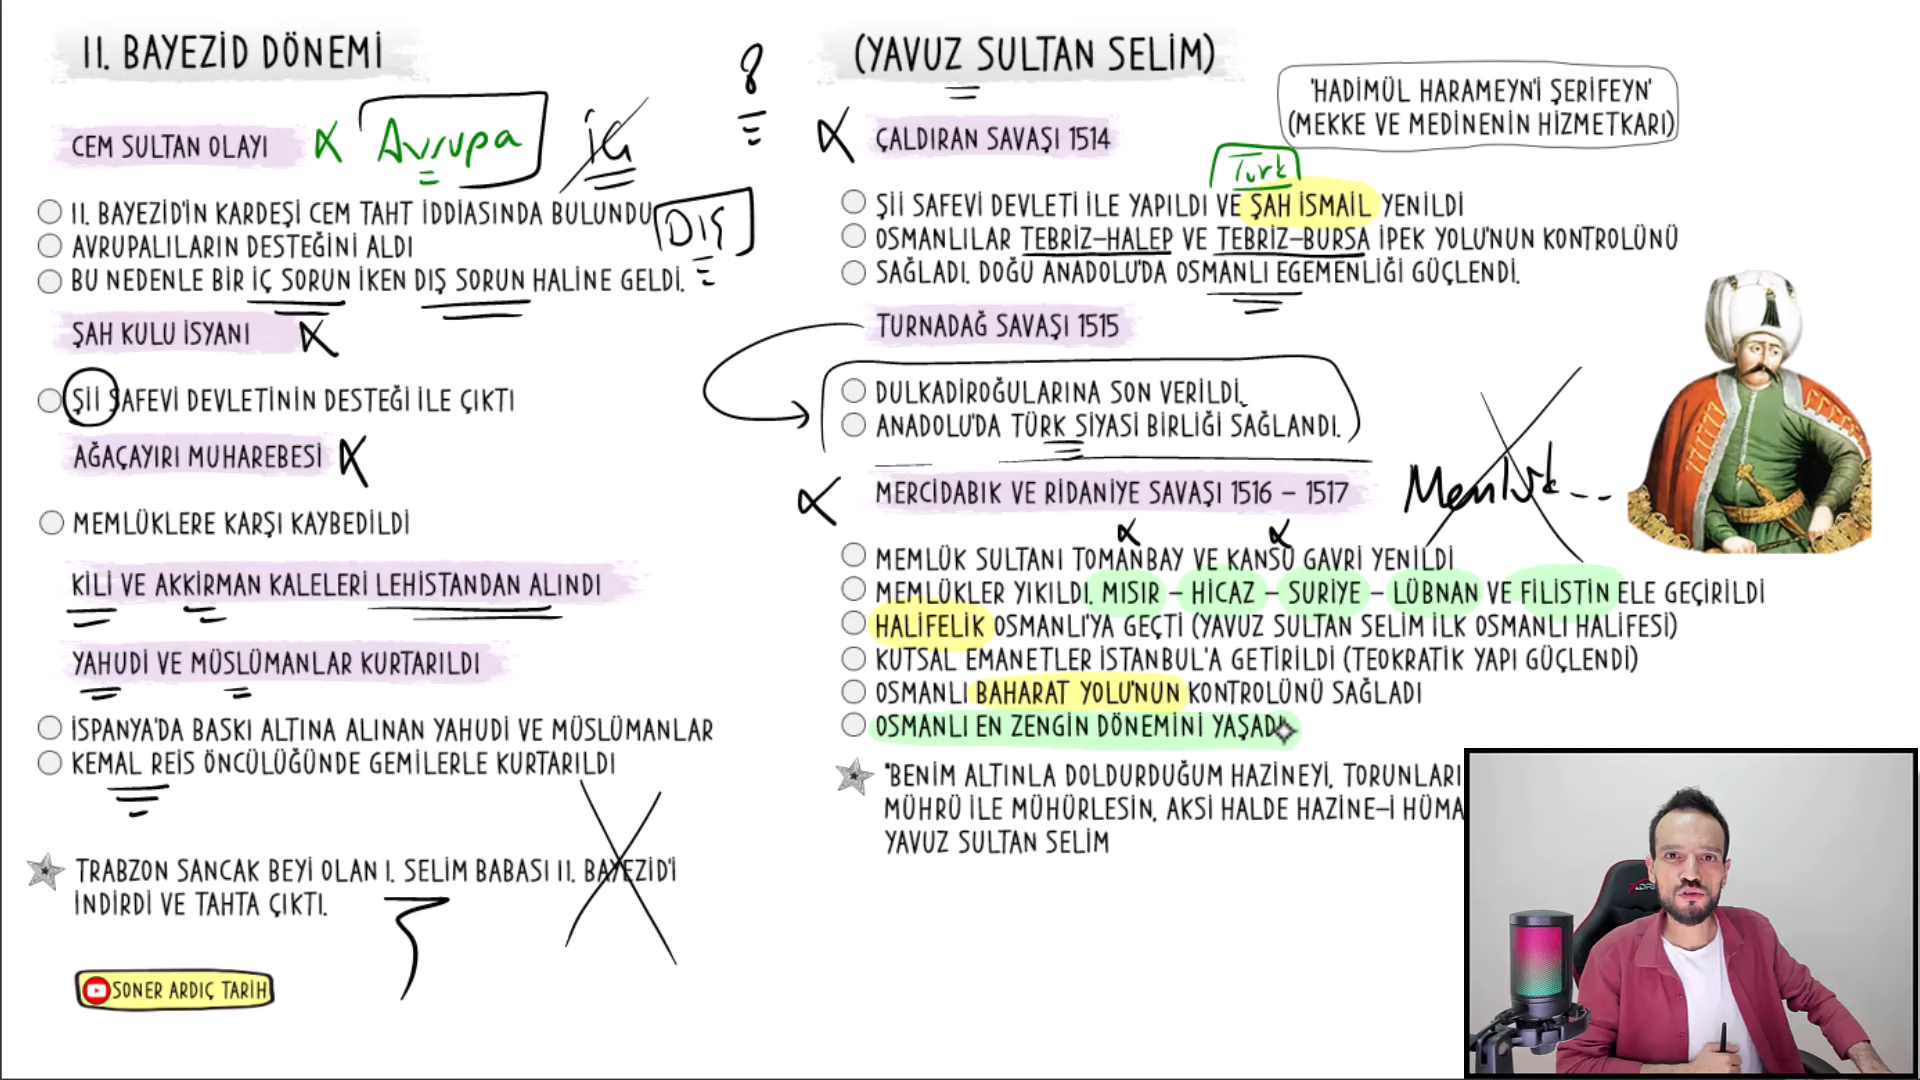 II. BAYEZİD DÖNEMİ
CEM SULTAN OLAYI
Avrupa
İÇ
II. BAYEZİD'İN KARDEŞİ CEM TAHT İDDİASINDA BULUNDU
DIŞ
AVRUPALILARIN DESTEĞİNİ ALDI
BU NEDENLE BİR İÇ SORUN İKEN DIŞ SORUN HALİNE GELDİ.
ŞAH KULU İSYANI
Şİİ SAFEVİ DEVLETİNİN DESTEĞİ İLE ÇIKTI
AĞAÇAYIRI MUHAREBESİ
MEMLÜKLERE KARŞI KAYBEDİLDİ
KİLİ VE AKKİRMAN KALELERİ LEHİSTANDAN ALINDI
YAHUDİ VE MÜSLÜMANLAR KURTARILDI
İSPANYA'DA BASKI ALTINA ALINAN YAHUDİ VE MÜSLÜMANLAR
KEMAL REİS ÖNCÜLÜĞÜNDE GEMİLERLE KURTARILDI
TRABZON SANCAK BEYİ OLAN I. SELİM BABASI II. BAYEZİD'İ
İNDİRDİ VE TAHTA ÇIKTI.
SONER ARDIÇ TARİH
8
(YAVUZ SULTAN SELİM)
'HADİMÜL HARAMEYN'İ ŞERİFEYN'
(MEKKE VE MEDİNENİN HİZMETKARI)
ÇALDIRAN SAVAŞI 1514
Türk
Şİİ SAFEVİ DEVLETİ İLE YAPILDI VE ŞAH İSMAİL YENİLDİ
OSMANLILAR TEBRİZ-HALEP VE TEBRİZ-BURSA İPEK YOLU'NUN KONTROLÜNÜ
SAĞLADI. DOĞU ANADOLU'DA OSMANLI EGEMENLİĞİ GÜÇLENDİ.
TURNADAĞ SAVAŞI 1515
DULKADİROĞULARINA SON VERİLDİ.
ANADOLU'DA TÜRK SİYASİ BİRLİĞİ SAĞLANDI.
MERCİDABIK VE RİDANİYE SAVAŞI 1516 - 1517
Memlük...
MEMLÜK SULTANI TOMANBAY VE KANSU GAVRİ YENİLDİ
MEMLÜKLER YIKILDI. MISIR - HİCAZ - SURİYE - LÜBNAN VE FİLİSTİN ELE GEÇİRİLDİ
HALİFELİK OSMANLI'YA GEÇTİ (YAVUZ SULTAN SELİM İLK OSMANLI HALİFESİ)
KUTSAL EMANETLER İSTANBUL'A GETİRİLDİ (TEOKRATİK YAPI GÜÇLENDİ)
OSMANLI BAHARAT YOLU'NUN KONTROLÜNÜ SAĞLADI
OSMANLI EN ZENGİN DÖNEMİNİ YAŞADI
"BENİM ALTINLA DOLDURDUĞUM HAZİNEYİ, TORUNLARI
MÜHRÜ İLE MÜHÜRLESİN, AKSİ HALDE HAZİNE-İ HÜMA
YAVUZ SULTAN SELİM